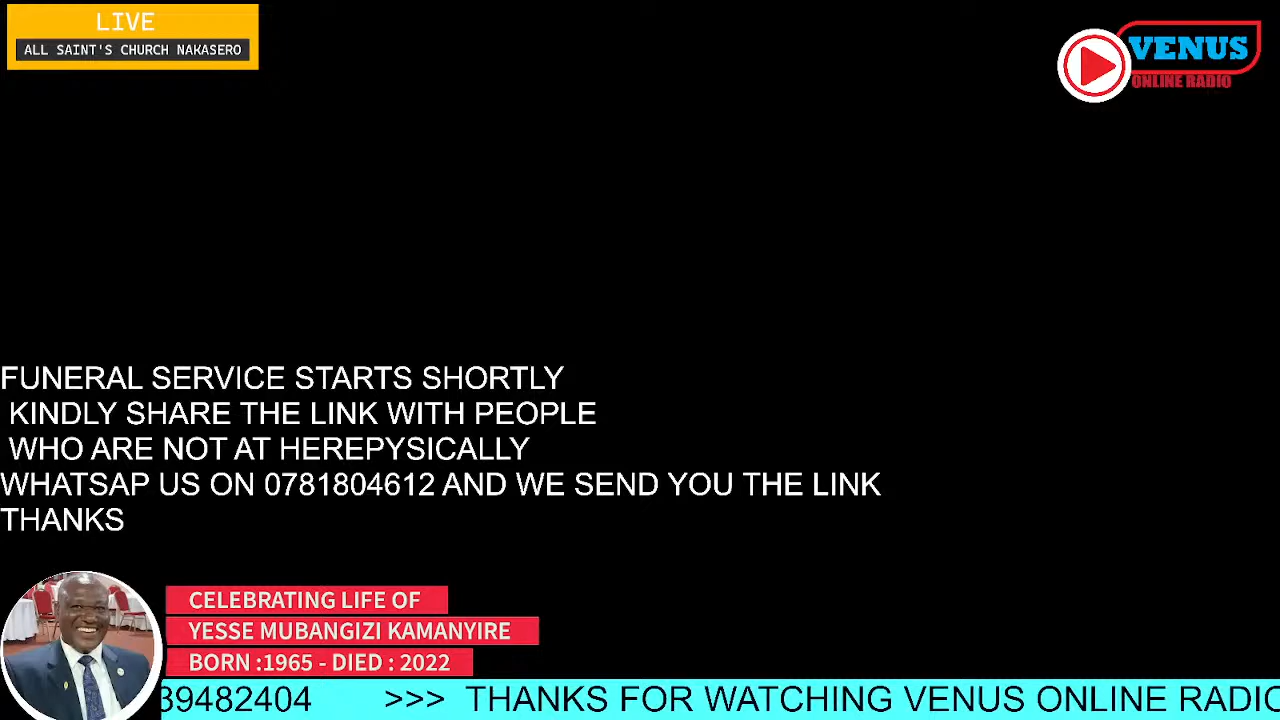 LIVE
ALL SAINT'S CHURCH NAKASERO
VENUS
ONLINE RADIO
FUNERAL SERVICE STARTS SHORTLY
KINDLY SHARE THE LINK WITH PEOPLE
WHO ARE NOT AT HEREPYSICALLY
WHATSAP US ON 0781804612 AND WE SEND YOU THE LINK
THANKS
CELEBRATING LIFE OF
YESSE MUBANGIZI KAMANYIRE
BORN :1965 - DIED : 2022
39482404 >>> THANKS FOR WATCHING VENUS ONLINE RADIO